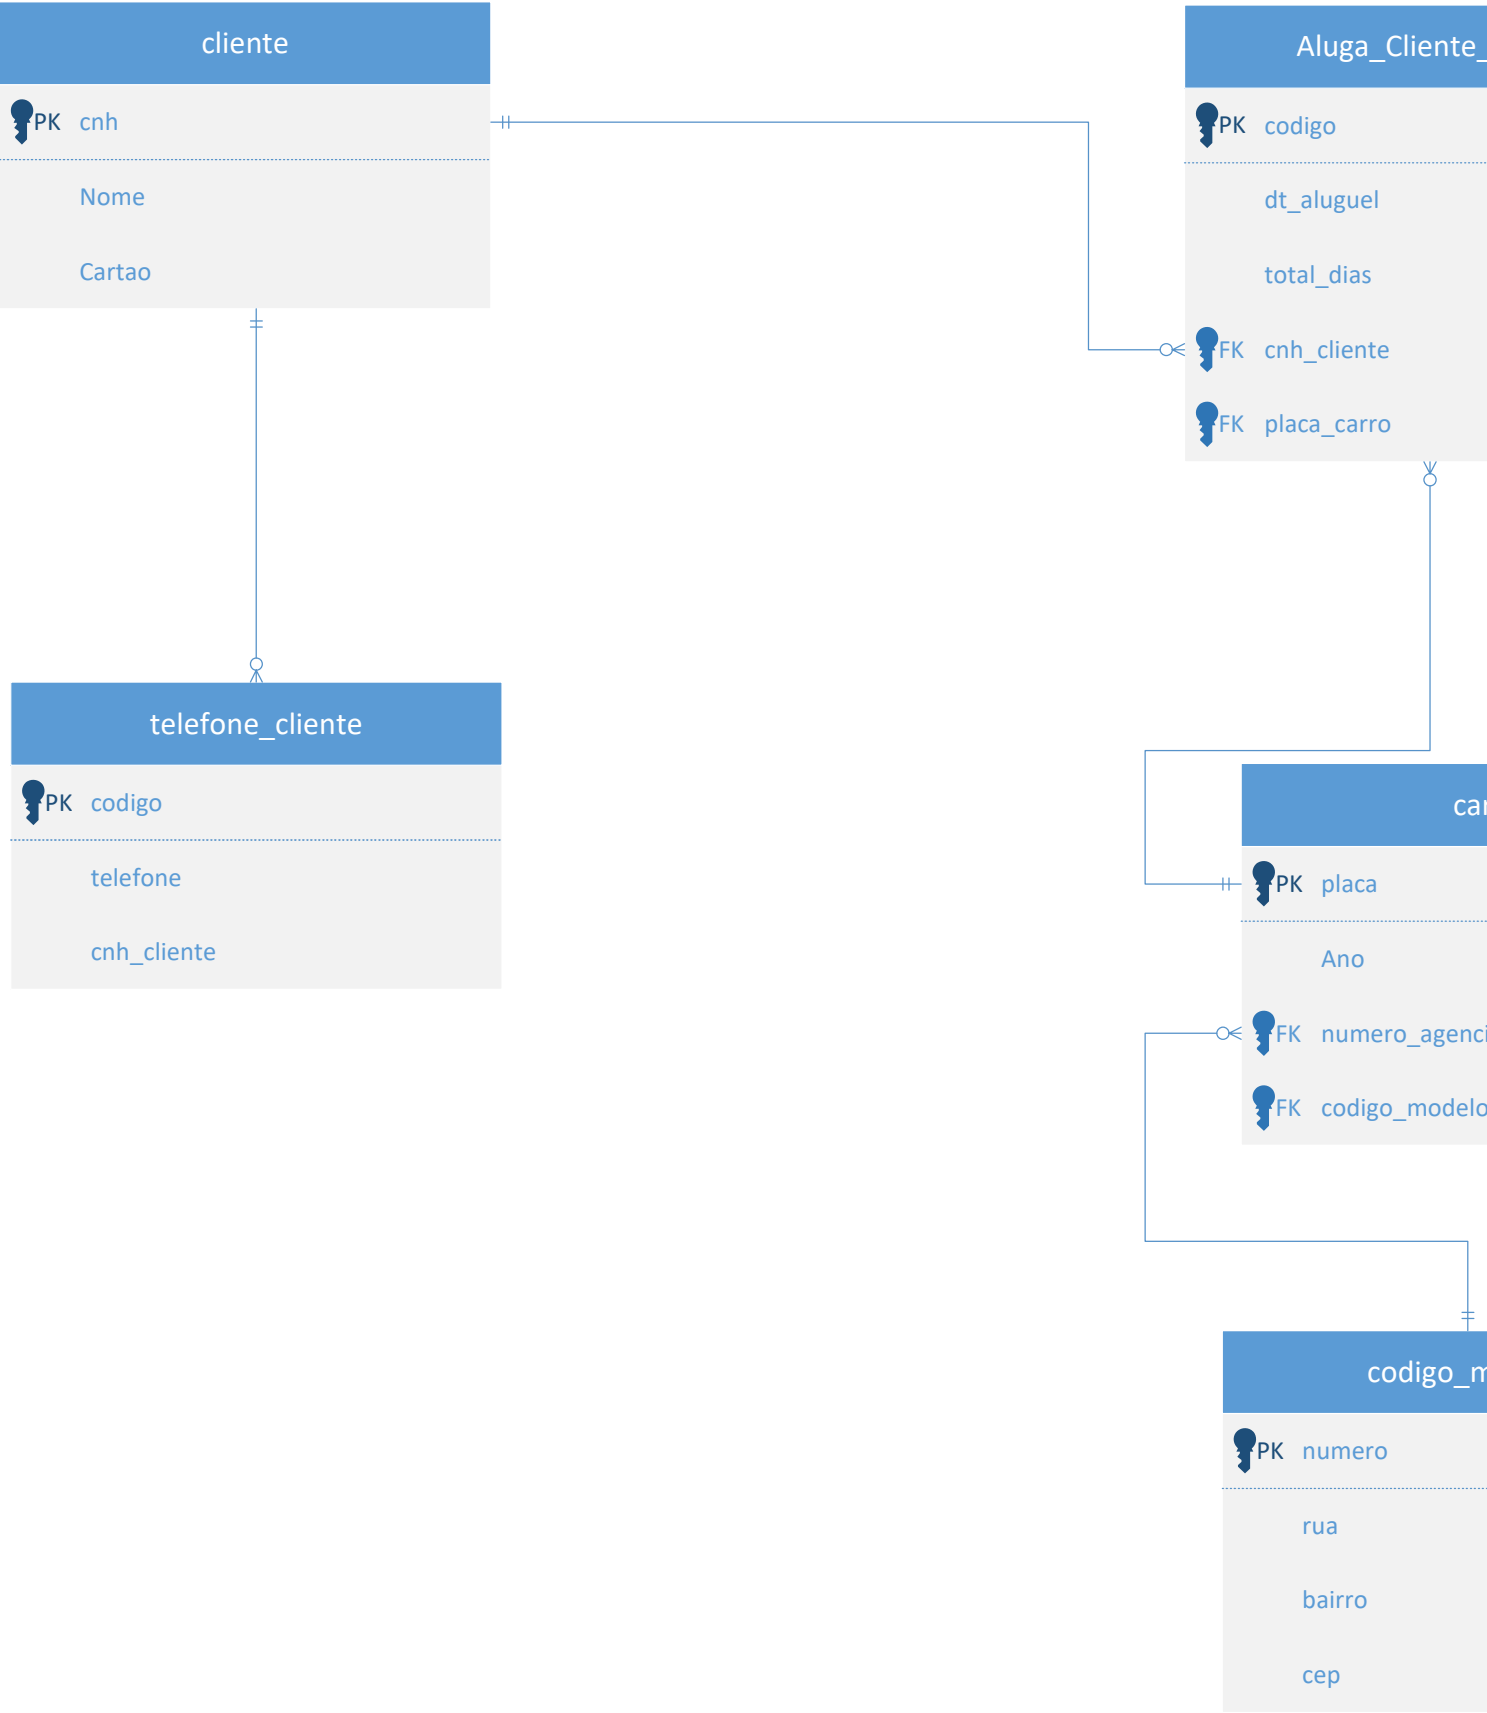 cliente
PK cnh
Nome
Cartao
Aluga_Cliente_
PK codigo
dt_aluguel
total_dias
FK cnh_cliente
FK placa_carro
telefone_cliente
PK codigo
telefone
cnh_cliente
PK placa
Ano
FK numero_agenci
FK codigo_modelo
codigo_m
PK numero
rua
bairro
cep